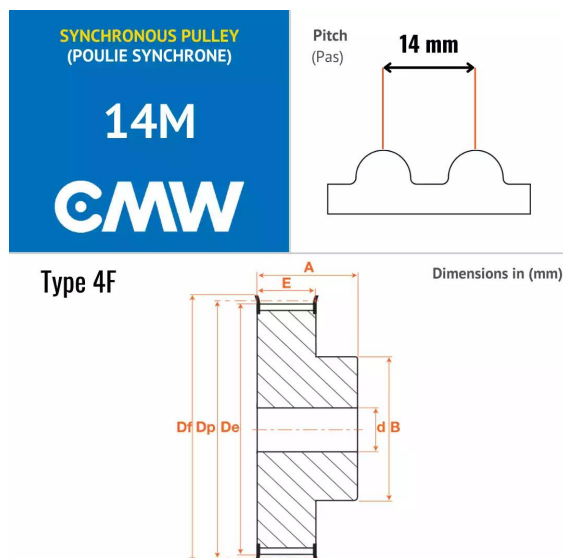 SYNCHRONOUS PULLEY
(POULIE SYNCHRONE)
14M
CMW
Pitch
(Pas)
14 mm
Type 4F
Dimensions in (mm)
A
E
Df Dp De d B